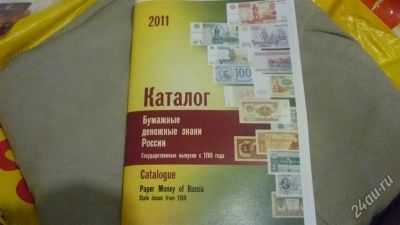 2011
Каталог
Бумажные
денежные знаки
России
Государственные выпуски с 1769 года
Catalogue
Paper Money of Russia
State issues from 1769
100
24au.ru